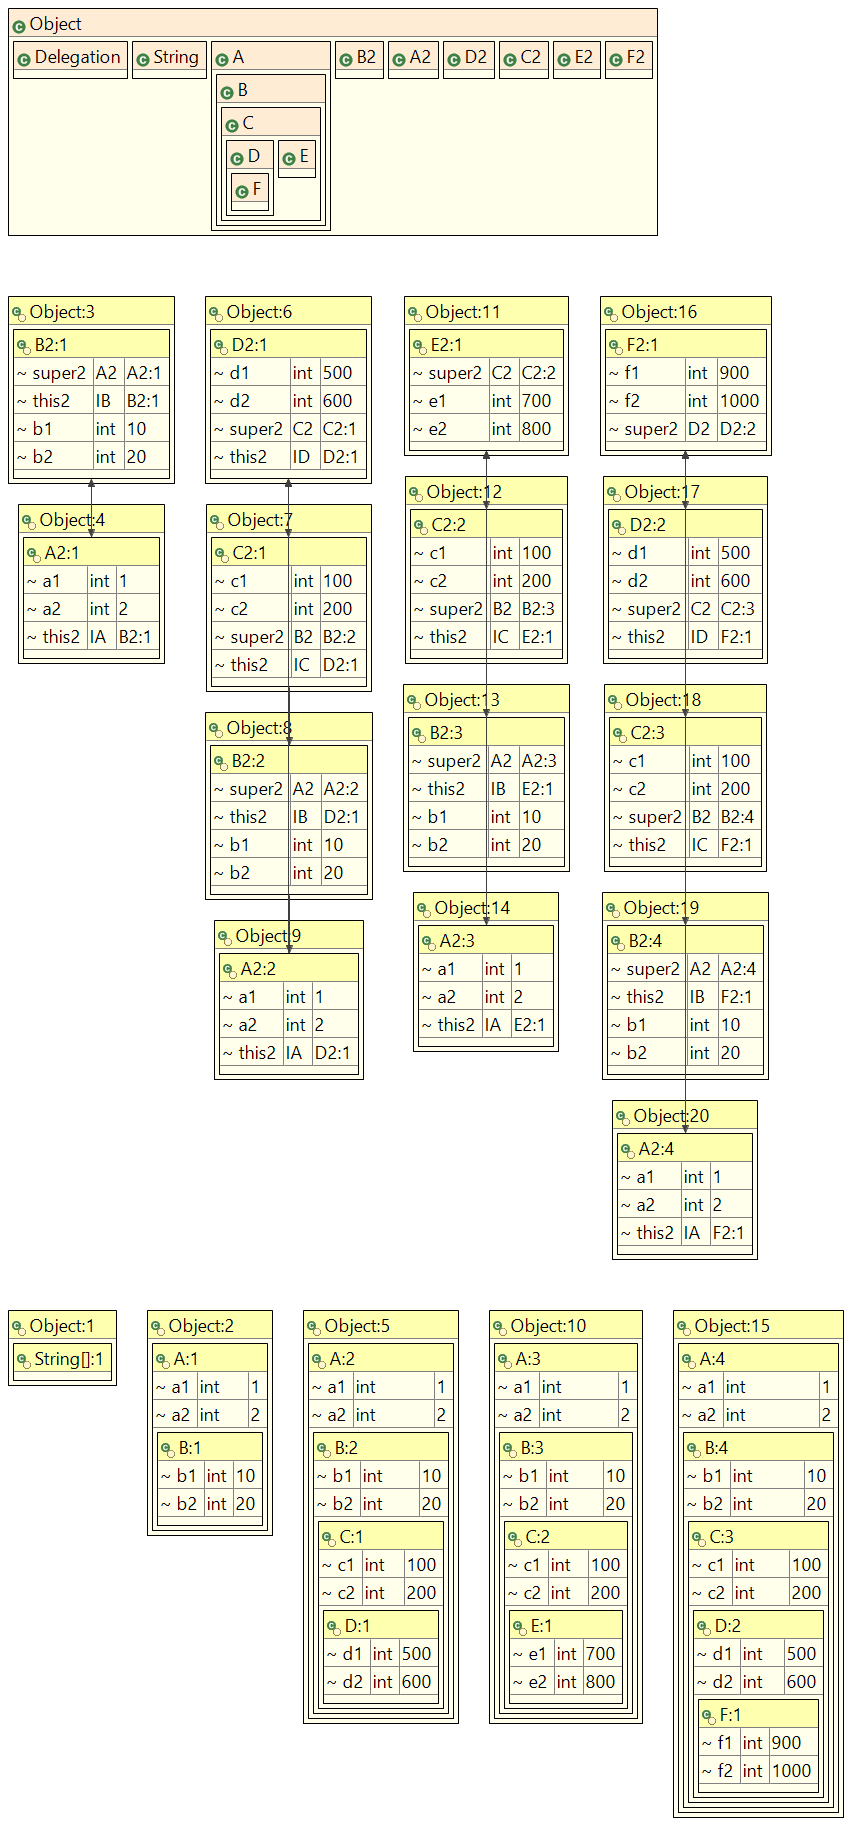 Object
Delegation String A B2 A2 D2 C2 E2 F2
B
C
D E
F
Object:3
B2:1
~ super2 A2 A2:1
~ this2 IB B2:1
~ b1 int 10
~ b2 int 20
Object:4
A2:1
~ a1 int 1
~ a2 int 2
~ this2 IA B2:1
Object:6
D2:1
~ d1 int 500
~ d2 int 600
~ super2 C2 C2:1
~ this2 ID D2:1
Object:7
C2:1
~ c1 int 100
~ c2 int 200
~ super2 B2 B2:2
~ this2 IC D2:1
Object:8
B2:2
~ super2 A2 A2:2
~ this2 IB D2:1
~ b1 int 10
~ b2 int 20
Object:9
A2:2
~ a1 int 1
~ a2 int 2
~ this2 IA D2:1
Object:11
E2:1
~ super2 C2 C2:2
~ e1 int 700
~ e2 int 800
Object:12
C2:2
~ c1 int 100
~ c2 int 200
~ super2 B2 B2:3
~ this2 IC E2:1
Object:13
B2:3
~ super2 A2 A2:3
~ this2 IB E2:1
~ b1 int 10
~ b2 int 20
Object:14
A2:3
~ a1 int 1
~ a2 int 2
~ this2 IA E2:1
Object:16
F2:1
~ f1 int 900
~ f2 int 1000
~ super2 D2 D2:2
Object:17
D2:2
~ d1 int 500
~ d2 int 600
~ super2 C2 C2:3
~ this2 ID F2:1
Object:18
C2:3
~ c1 int 100
~ c2 int 200
~ super2 B2 B2:4
~ this2 IC F2:1
Object:19
B2:4
~ super2 A2 A2:4
~ this2 IB F2:1
~ b1 int 10
~ b2 int 20
Object:20
A2:4
~ a1 int 1
~ a2 int 2
~ this2 IA F2:1
Object:1
String[]:1
Object:2
A:1
~ a1 int 1
~ a2 int 2
B:1
~ b1 int 10
~ b2 int 20
Object:5
A:2
~ a1 int 1
~ a2 int 2
B:2
~ b1 int 10
~ b2 int 20
C:1
~ c1 int 100
~ c2 int 200
D:1
~ d1 int 500
~ d2 int 600
Object:10
A:3
~ a1 int 1
~ a2 int 2
B:3
~ b1 int 10
~ b2 int 20
C:2
~ c1 int 100
~ c2 int 200
E:1
~ e1 int 700
~ e2 int 800
Object:15
A:4
~ a1 int 1
~ a2 int 2
B:4
~ b1 int 10
~ b2 int 20
C:3
~ c1 int 100
~ c2 int 200
D:2
~ d1 int 500
~ d2 int 600
F:1
~ f1 int 900
~ f2 int 1000